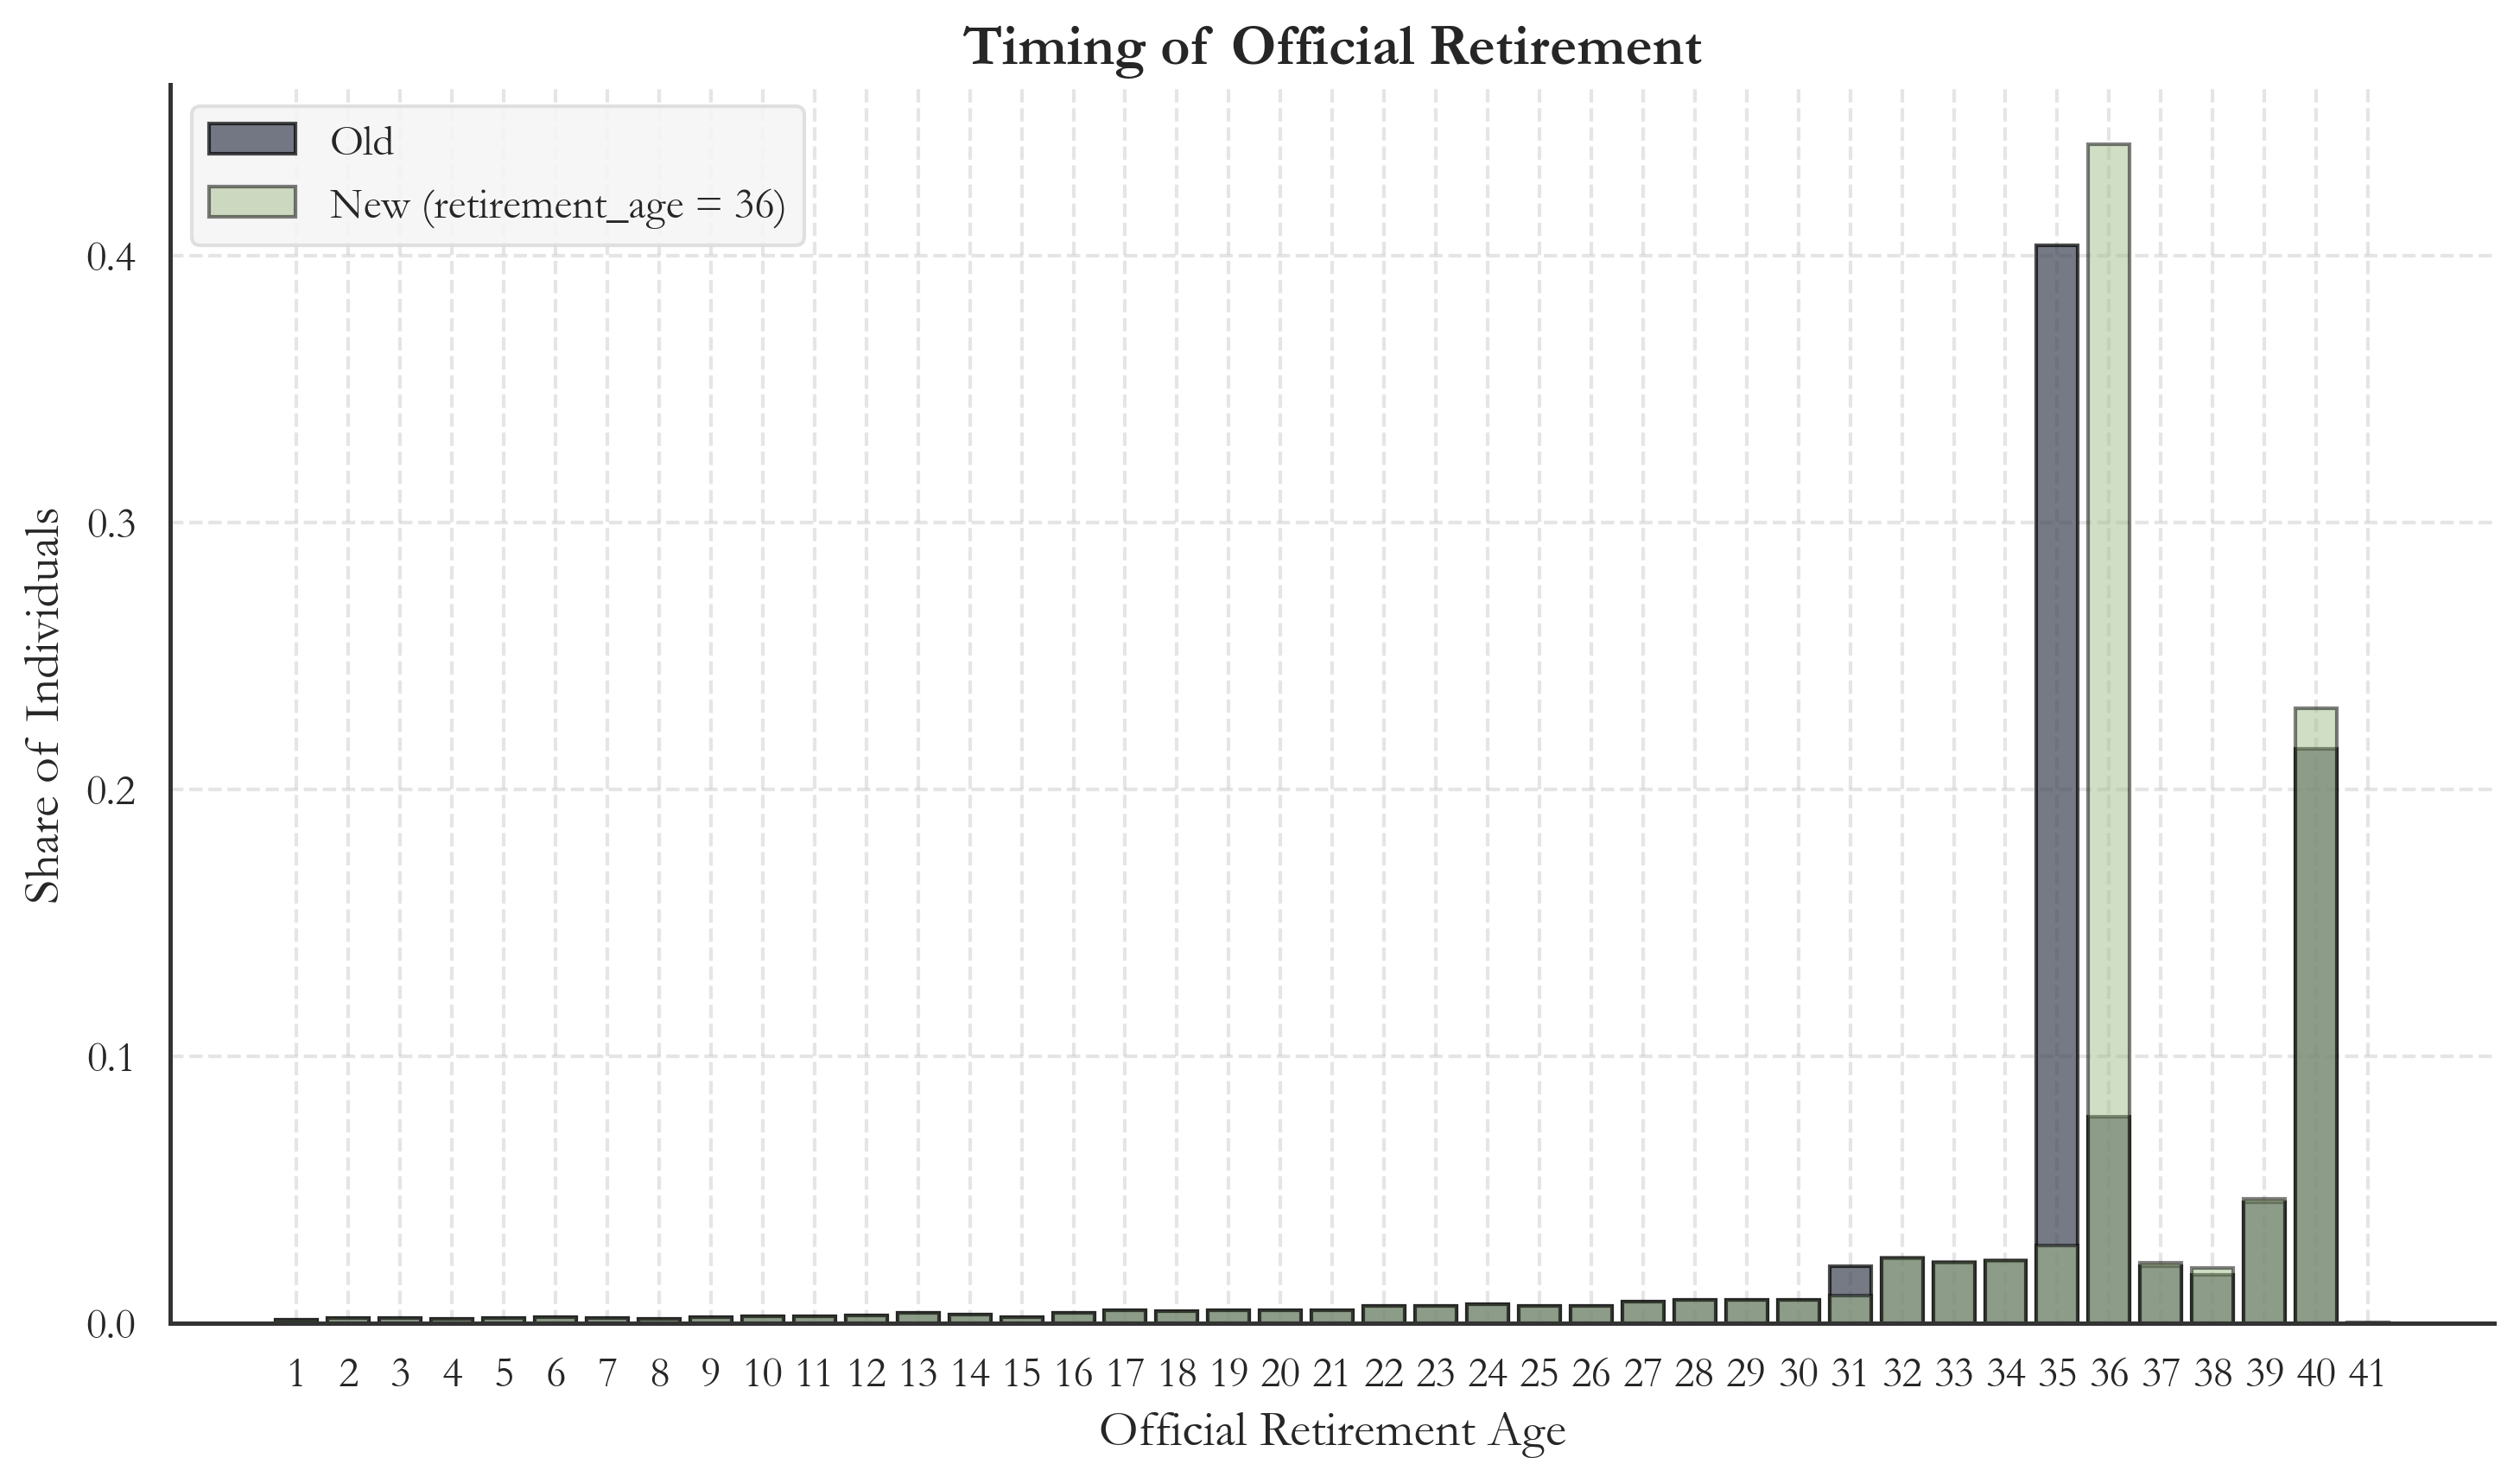 Timing of Official Retirement
Old
New (retirement_age = 36)
Share of Individuals
0.4
0.3
0.2
0.1
0.0
1 2 3 4 5 6 7 8 9 10 11 12 13 14 15 16 17 18 19 20 21 22 23 24 25 26 27 28 29 30 31 32 33 34 35 36 37 38 39 40 41
Official Retirement Age